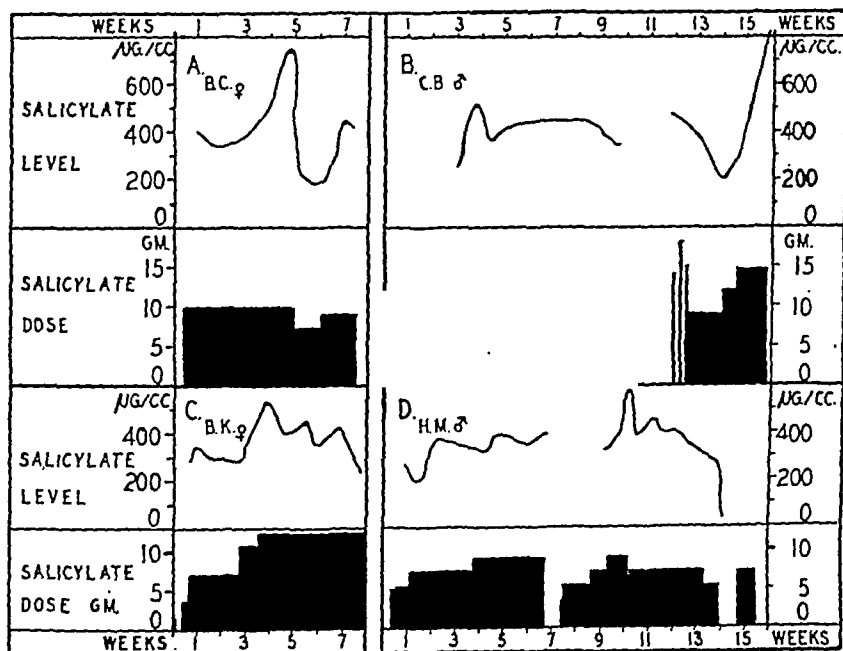 WEEKS 1 3 5 7 1 3 5 7 9 11 13 15 WEEKS
µG/CC. A. B.C. ♀ B. C.B ♂ µG/CC.
600 600
SALICYLATE
400 400
LEVEL
200 200
0 0
GM. GM.
SALICYLATE 15 15
DOSE 10 10
5 5
0 0
µG/CC. C. B.K. ♀ D. H.M. ♂ µG/CC.
SALICYLATE 400 400
LEVEL 200 200
0 0
SALICYLATE 10 10
DOSE GM. 5 5
0 0
WEEKS 1 3 5 7 1 3 5 7 9 11 13 15 WEEKS